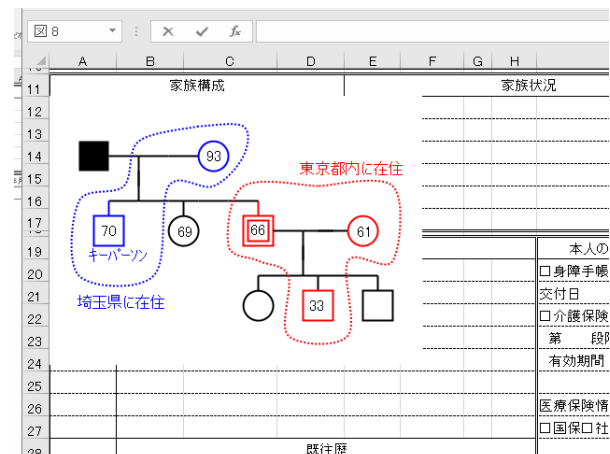 図 8
fx
A B C D E F G H
11 家族構成 家族状況
12
13
14 93
東京都内に在住
15
16
17 70 69 66 61
キーパーソン
19 本人の
20 口身障手帳
21 埼玉県に在住 33 交付日
22 口介護保険
23 第 段階
24 有効期間
25
26 医療保険情
27 口国保口社
28 既往歴